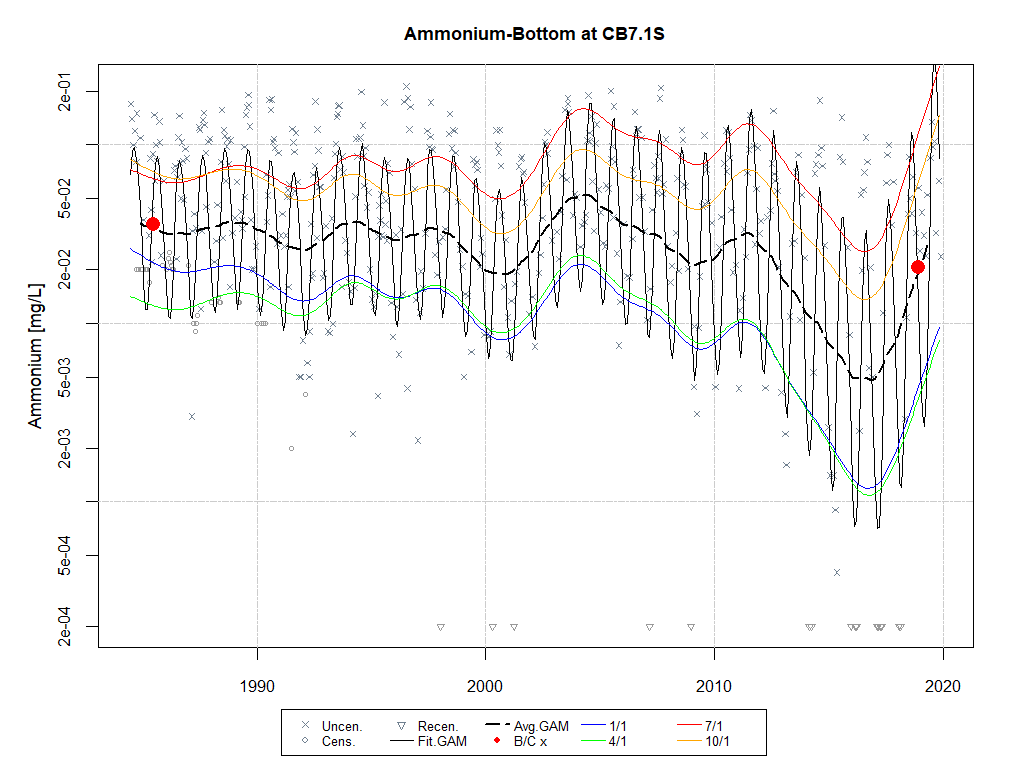 Ammonium-Bottom at CB7.1S
Ammonium [mg/L]
2e-01
5e-02
2e-02
5e-03
2e-03
5e-04
2e-04
1990 2000 2010 2020
Uncen. Recen. Avg.GAM 1/1 7/1
Cens. Fit.GAM B/C x 4/1 10/1